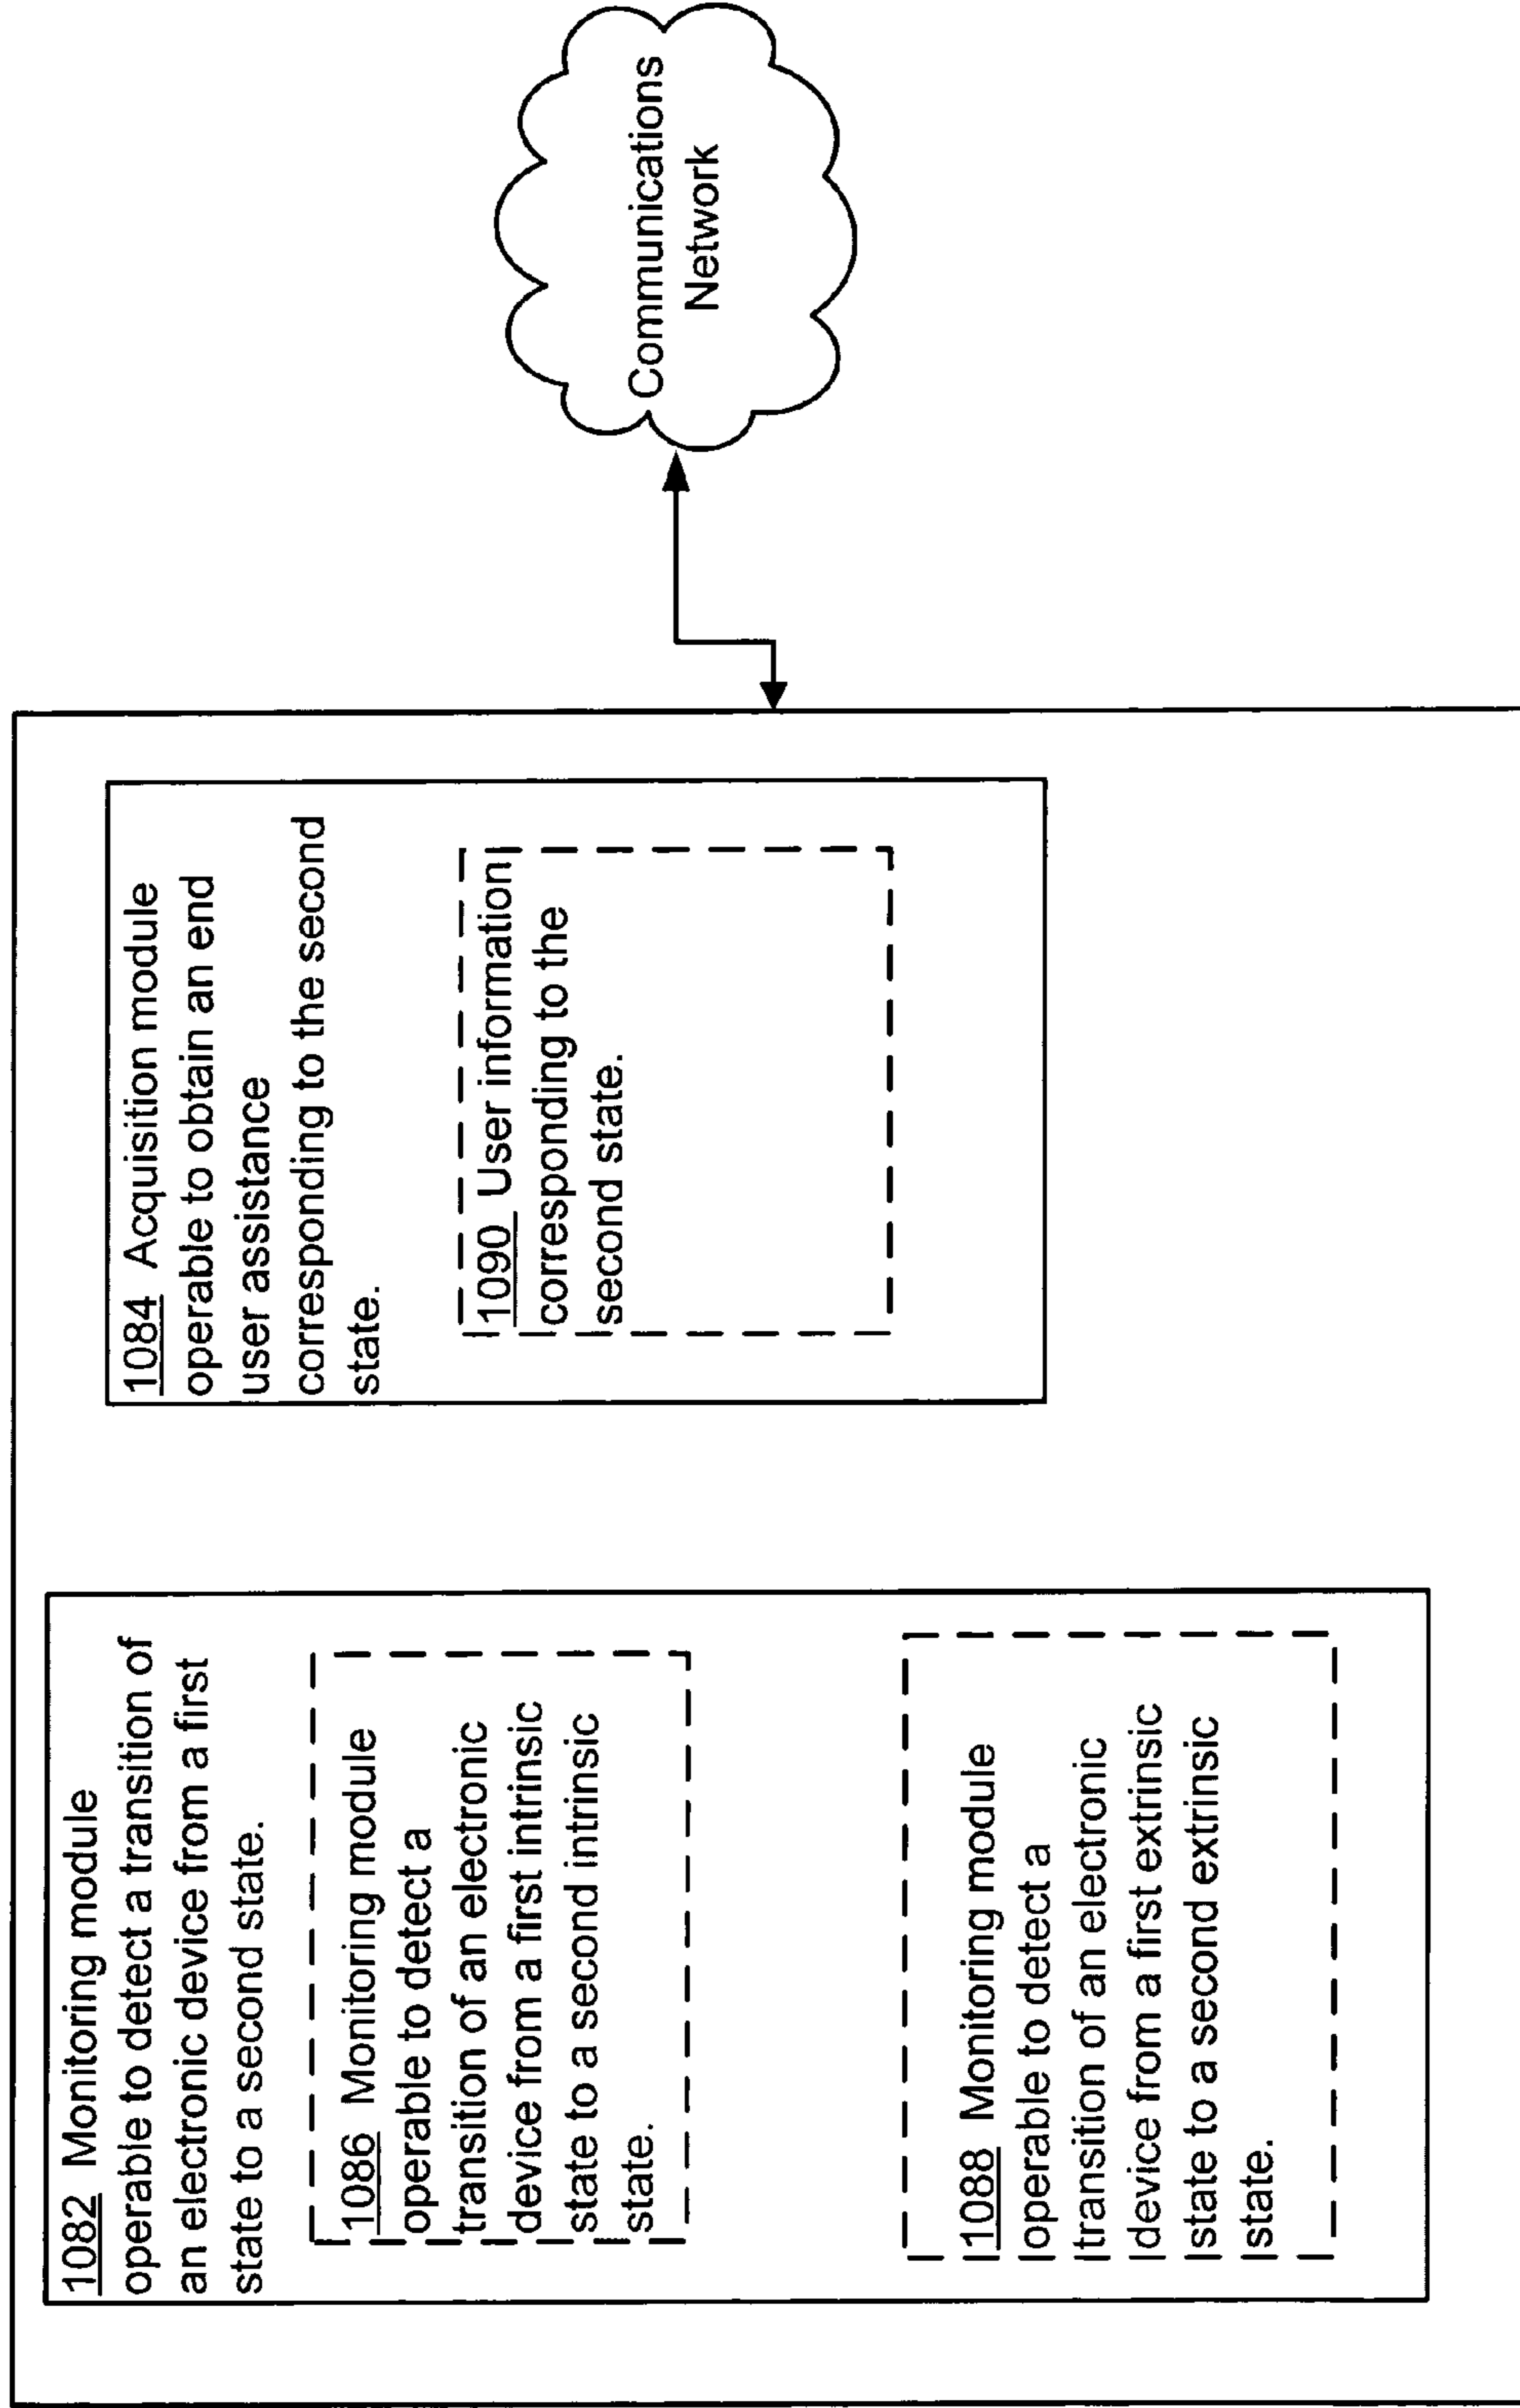 1082 Monitoring module
operable to detect a transition of
an electronic device from a first
state to a second state.
1086 Monitoring module
operable to detect a
transition of an electronic
device from a first intrinsic
state to a second intrinsic
state.
1088 Monitoring module
operable to detect a
transition of an electronic
device from a first extrinsic
state to a second extrinsic
state.
1084 Acquisition module
operable to obtain an end
user assistance
corresponding to the second
state.
1090 User information
corresponding to the
second state.
Communications
Network